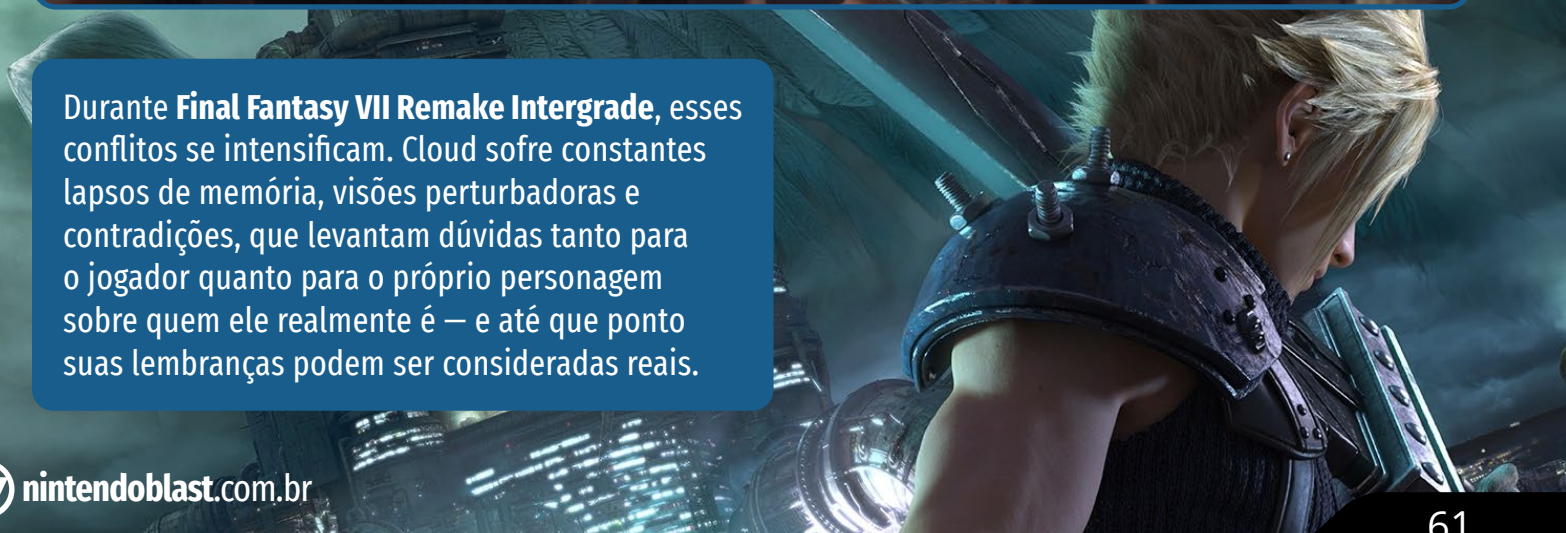 Durante Final Fantasy VII Remake Intergrade, esses
conflitos se intensificam. Cloud sofre constantes
lapsos de memória, visões perturbadoras e
contradições, que levantam dúvidas tanto para
o jogador quanto para o próprio personagem
sobre quem ele realmente é — e até que ponto
suas lembranças podem ser consideradas reais.
nintendoblast.com.br
61